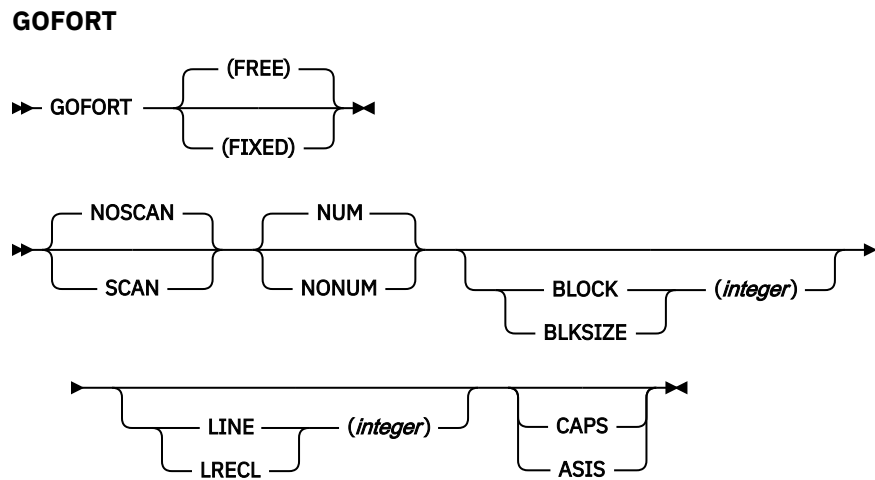 GOFORT
(FREE)
GOFORT
(FIXED)
NOSCAN NUM
SCAN NONUM BLOCK (integer)
BLKSIZE
LINE (integer) CAPS
LRECL ASIS